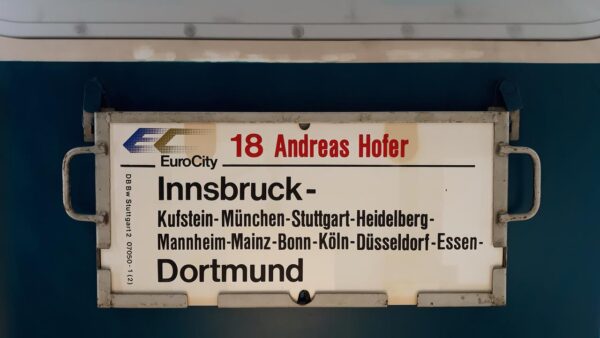 EC
EuroCity
18 Andreas Hofer
Innsbruck-
Kufstein-München-Stuttgart-Heidelberg-
Mannheim-Mainz-Bonn-Köln-Düsseldorf-Essen-
Dortmund
DB Bw Stuttgart 2 07050-1 (2)